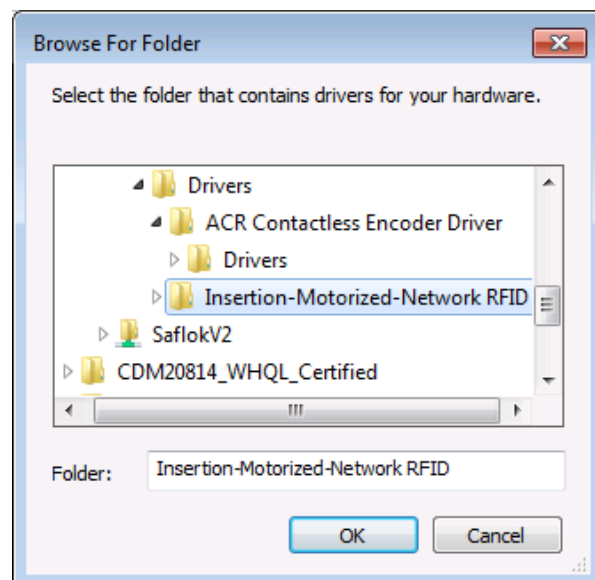 Browse For Folder
Select the folder that contains drivers for your hardware.
Drivers
ACR Contactless Encoder Driver
Drivers
Insertion-Motorized-Network RFID
SaflokV2
CDM20814_WHQL_Certified
Folder: Insertion-Motorized-Network RFID
OK Cancel